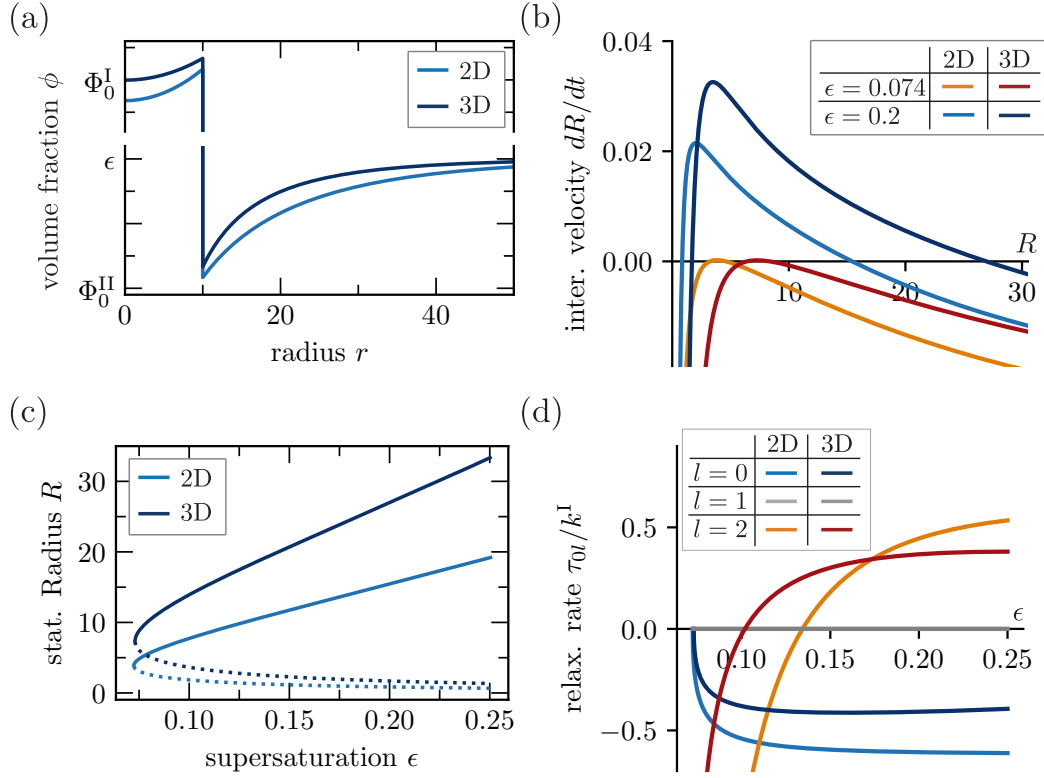 (a)
volume fraction ϕ
Φ₀ᴵ
ϵ
Φ₀ᴵᴵ
2D
3D
0 20 40
radius r
(b)
inter. velocity dR/dt
0.04
0.02
0.00
2D 3D
ϵ = 0.074
ϵ = 0.2
R
10 20 30
(c)
stat. Radius R
30
20
10
0
2D
3D
0.10 0.15 0.20 0.25
supersaturation ϵ
(d)
relax. rate τ₀ₗ/kᴵ
0.5
0.0
−0.5
2D 3D
l = 0
l = 1
l = 2
ϵ
0.10 0.15 0.20 0.25